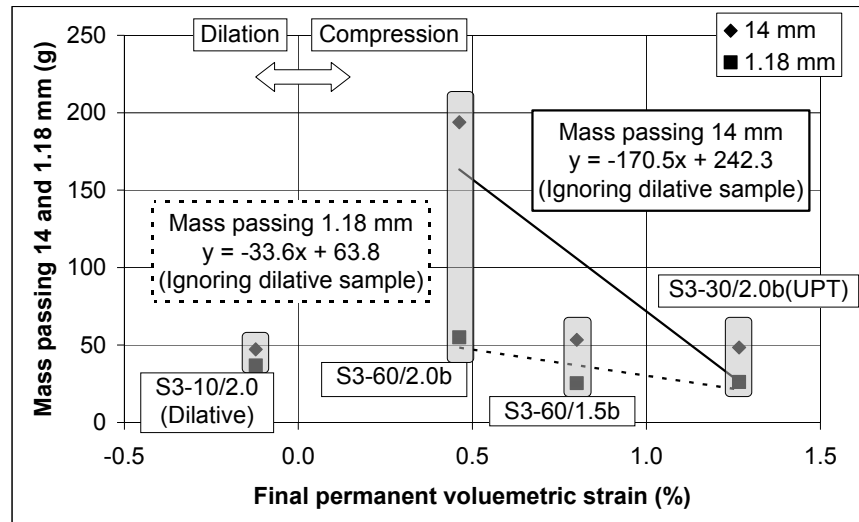 250
200
150
100
50
0
Mass passing 14 and 1.18 mm (g)
Dilation
Compression
14 mm
1.18 mm
Mass passing 14 mm
y = -170.5x + 242.3
(Ignoring dilative sample)
Mass passing 1.18 mm
y = -33.6x + 63.8
(Ignoring dilative sample)
S3-30/2.0b(UPT)
S3-10/2.0
(Dilative)
S3-60/2.0b
S3-60/1.5b
-0.5
0.0
0.5
1.0
1.5
Final permanent voluemetric strain (%)